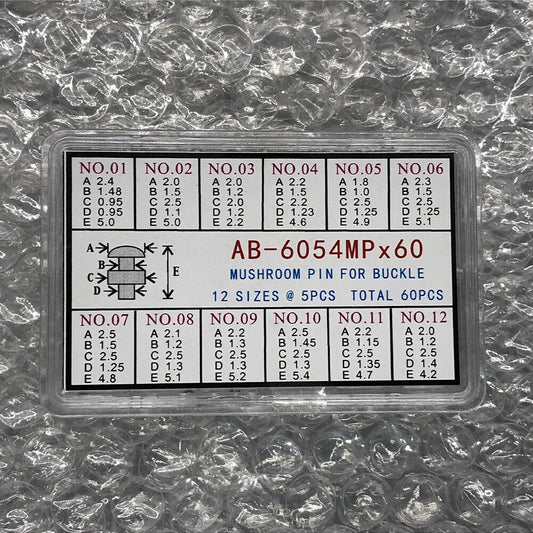 NO.01 NO.02 NO.03 NO.04 NO.05 NO.06
A 2.4 A 2.0 A 2.0 A 2.2 A 1.8 A 2.3
B 1.48 B 1.5 B 1.2 B 1.5 B 1.0 B 1.5
C 0.95 C 2.5 C 2.0 C 2.2 C 2.5 C 2.5
D 0.95 D 1.1 D 1.2 D 1.23 D 1.25 D 1.25
E 5.0 E 5.0 E 2.2 E 4.6 E 4.9 E 5.1
A B C D E
AB-6054MPx60
MUSHROOM PIN FOR BUCKLE
12 SIZES @ 5PCS TOTAL 60PCS
NO.07 NO.08 NO.09 NO.10 NO.11 NO.12
A 2.5 A 2.1 A 2.2 A 2.5 A 2.2 A 2.0
B 1.5 B 1.2 B 1.3 B 1.45 B 1.15 B 1.2
C 2.5 C 2.5 C 2.5 C 2.5 C 2.5 C 2.5
D 1.25 D 1.3 D 1.3 D 1.3 D 1.35 D 1.4
E 4.8 E 5.1 E 5.2 E 5.4 E 4.7 E 4.2